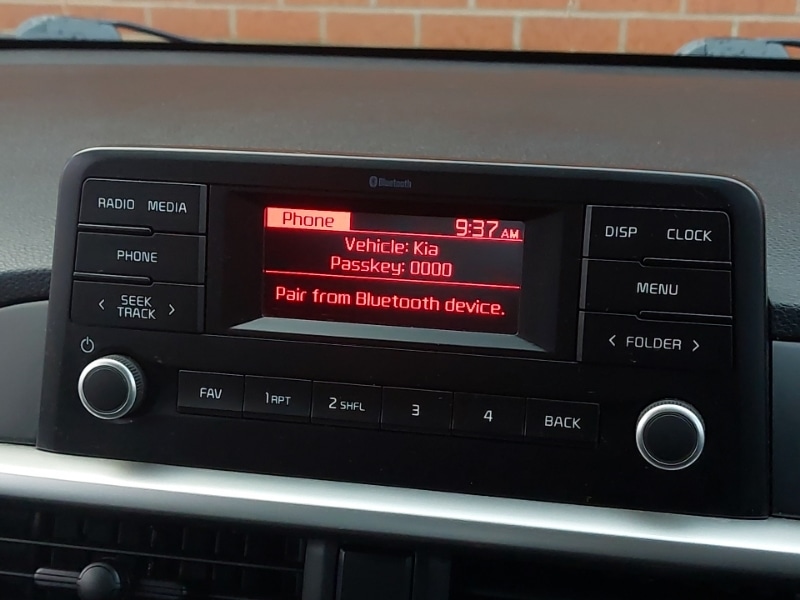 Bluetooth
RADIO MEDIA
PHONE
< SEEK TRACK >
Phone 9:37 AM
Vehicle: Kia
Passkey: 0000
Pair from Bluetooth device.
DISP CLOCK
MENU
< FOLDER >
FAV 1 RPT 2 SHFL 3 4 BACK